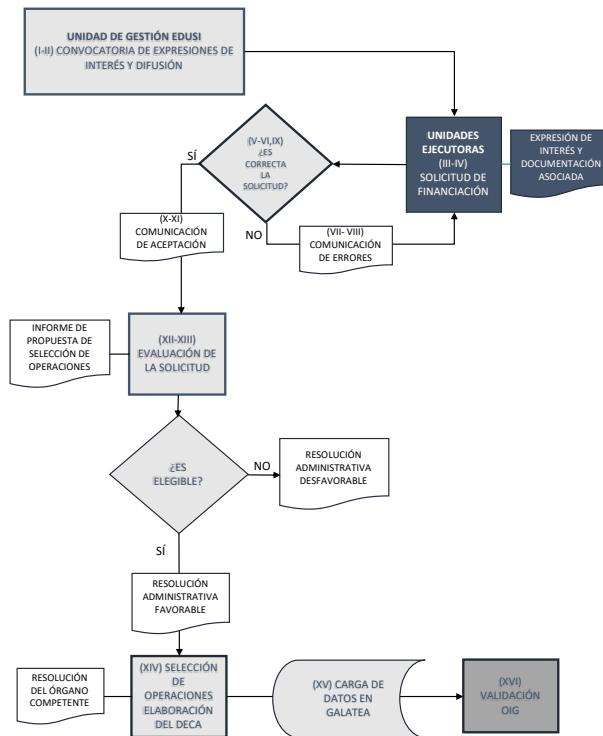 UNIDAD DE GESTIÓN EDUSI
(I-II) CONVOCATORIA DE EXPRESIONES DE
INTERÉS Y DIFUSIÓN
UNIDADES
EJECUTORAS
(III-IV)
SOLICITUD DE
FINANCIACIÓN
EXPRESIÓN DE
INTERÉS Y
DOCUMENTACIÓN
ASOCIADA
(V-VI,IX)
¿ES
CORRECTA
LA
SOLICITUD?
SÍ
NO
(X-XI)
COMUNICACIÓN
DE ACEPTACIÓN
(VII- VIII)
COMUNICACIÓN
DE ERRORES
INFORME DE
PROPUESTA DE
SELECCIÓN DE
OPERACIONES
(XII-XIII)
EVALUACIÓN DE
LA SOLICITUD
¿ES
ELEGIBLE?
NO
RESOLUCIÓN
ADMINISTRATIVA
DESFAVORABLE
SÍ
RESOLUCIÓN
ADMINISTRATIVA
FAVORABLE
RESOLUCIÓN
DEL ÓRGANO
COMPETENTE
(XIV) SELECCIÓN
DE
OPERACIONES
ELABORACIÓN
DEL DECA
(XV) CARGA DE
DATOS EN
GALATEA
(XVI)
VALIDACIÓN
OIG